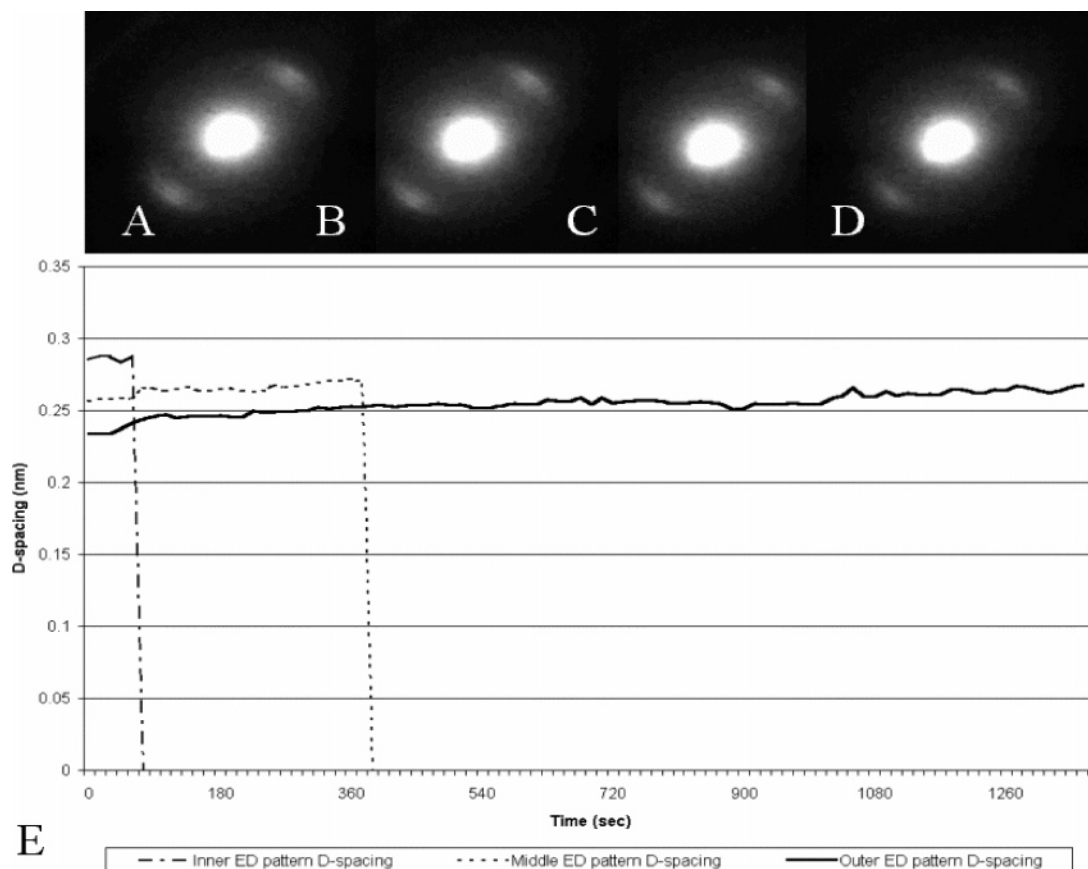 A B C D
0.35
0.3
0.25
0.2
0.15
0.1
0.05
0
D-spacing (nm)
0 180 360 540 720 900 1080 1260
Time (sec)
E
Inner ED pattern D-spacing Middle ED pattern D-spacing Outer ED pattern D-spacing